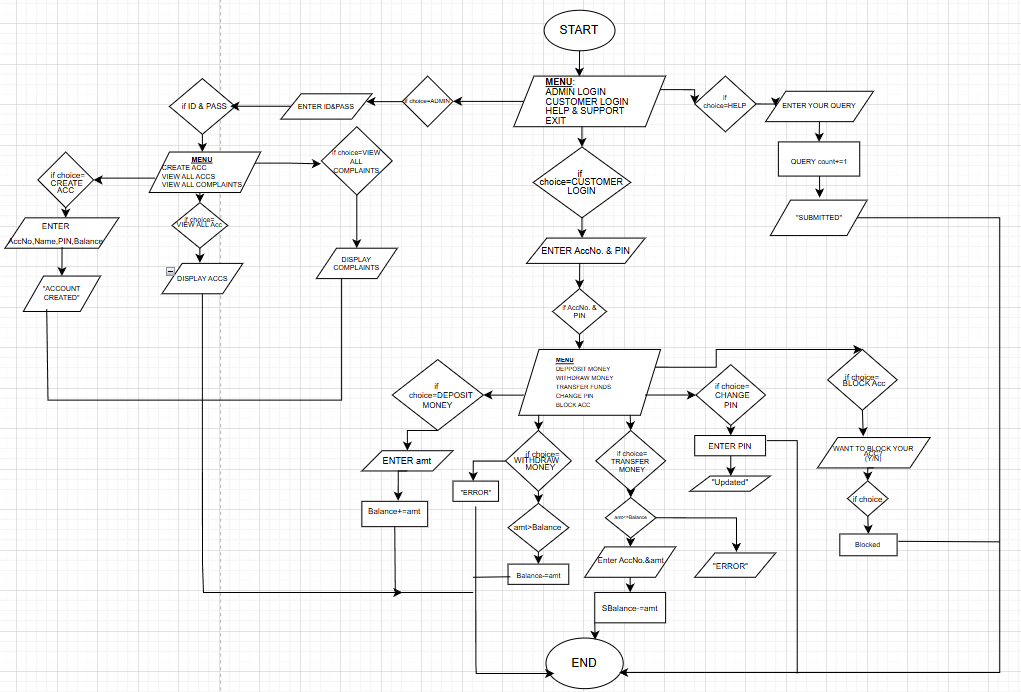 START
MENU:
ADMIN LOGIN
CUSTOMER LOGIN
HELP & SUPPORT
EXIT
if choice=ADMIN
ENTER ID&PASS
if ID & PASS
if
choice=HELP
ENTER YOUR QUERY
QUERY count+=1
"SUBMITTED"
MENU
CREATE ACC
VIEW ALL ACCS
VIEW ALL COMPLAINTS
if choice=VIEW
ALL
COMPLAINTS
if choice=
CREATE
ACC
ENTER
AccNo,Name,PIN,Balance
"ACCOUNT
CREATED"
if choice=
VIEW ALL Acc
DISPLAY ACCS
DISPLAY
COMPLAINTS
if
choice=CUSTOMER
LOGIN
ENTER AccNo. & PIN
if AccNo. &
PIN
MENU
DEPPOSIT MONEY
WITHDRAW MONEY
TRANSFER FUNDS
CHANGE PIN
BLOCK ACC
if
choice=DEPOSIT
MONEY
ENTER amt
Balance+=amt
if choice=
WITHDRAW
MONEY
"ERROR"
amt>Balance
Balance-=amt
if choice=
TRANSFER
MONEY
amt>=Balance
Enter AccNo.&amt
SBalance-=amt
"ERROR"
if choice=
CHANGE
PIN
ENTER PIN
"Updated"
if choice=
BLOCK Acc
WANT TO BLOCK YOUR
ACC?
(Y/N)
if choice
Blocked
END